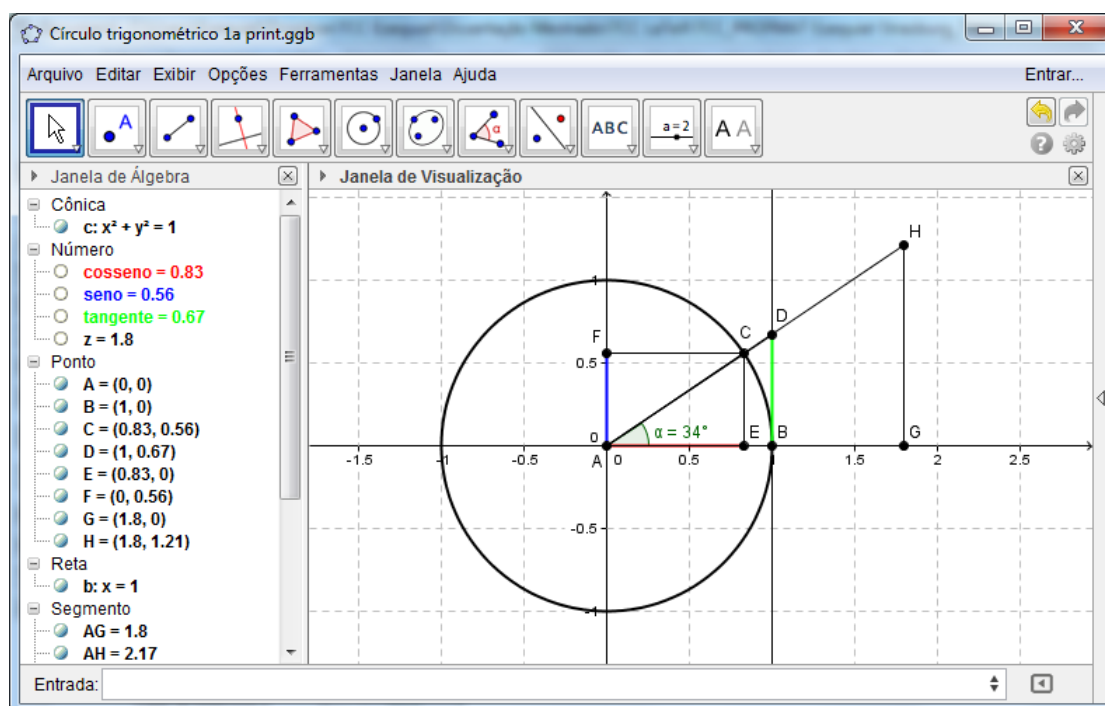 Círculo trigonométrico 1a print.ggb
Arquivo Editar Exibir Opções Ferramentas Janela Ajuda Entrar...
A α ABC a=2 A A
Janela de Álgebra
Janela de Visualização
Cônica
c: x² + y² = 1
Número
cosseno = 0.83
seno = 0.56
tangente = 0.67
z = 1.8
Ponto
A = (0, 0)
B = (1, 0)
C = (0.83, 0.56)
D = (1, 0.67)
E = (0.83, 0)
F = (0, 0.56)
G = (1.8, 0)
H = (1.8, 1.21)
Reta
b: x = 1
Segmento
AG = 1.8
AH = 2.17
H
1
D
C
F
0.5
0 α = 34° E B G
-1.5 -1 -0.5 A 0 0.5 1 1.5 2 2.5
-0.5
-1
Entrada: